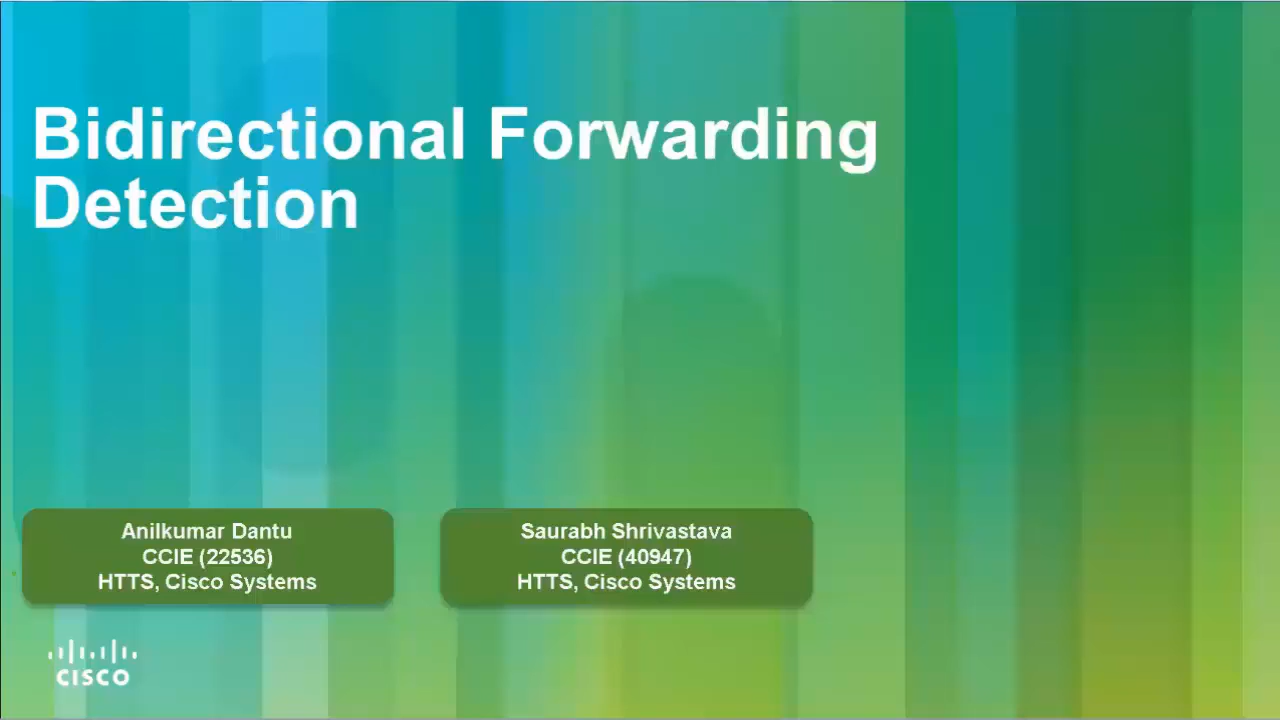 Bidirectional Forwarding
Detection
Anilkumar Dantu
CCIE (22536)
HTTS, Cisco Systems
Saurabh Shrivastava
CCIE (40947)
HTTS, Cisco Systems
CISCO